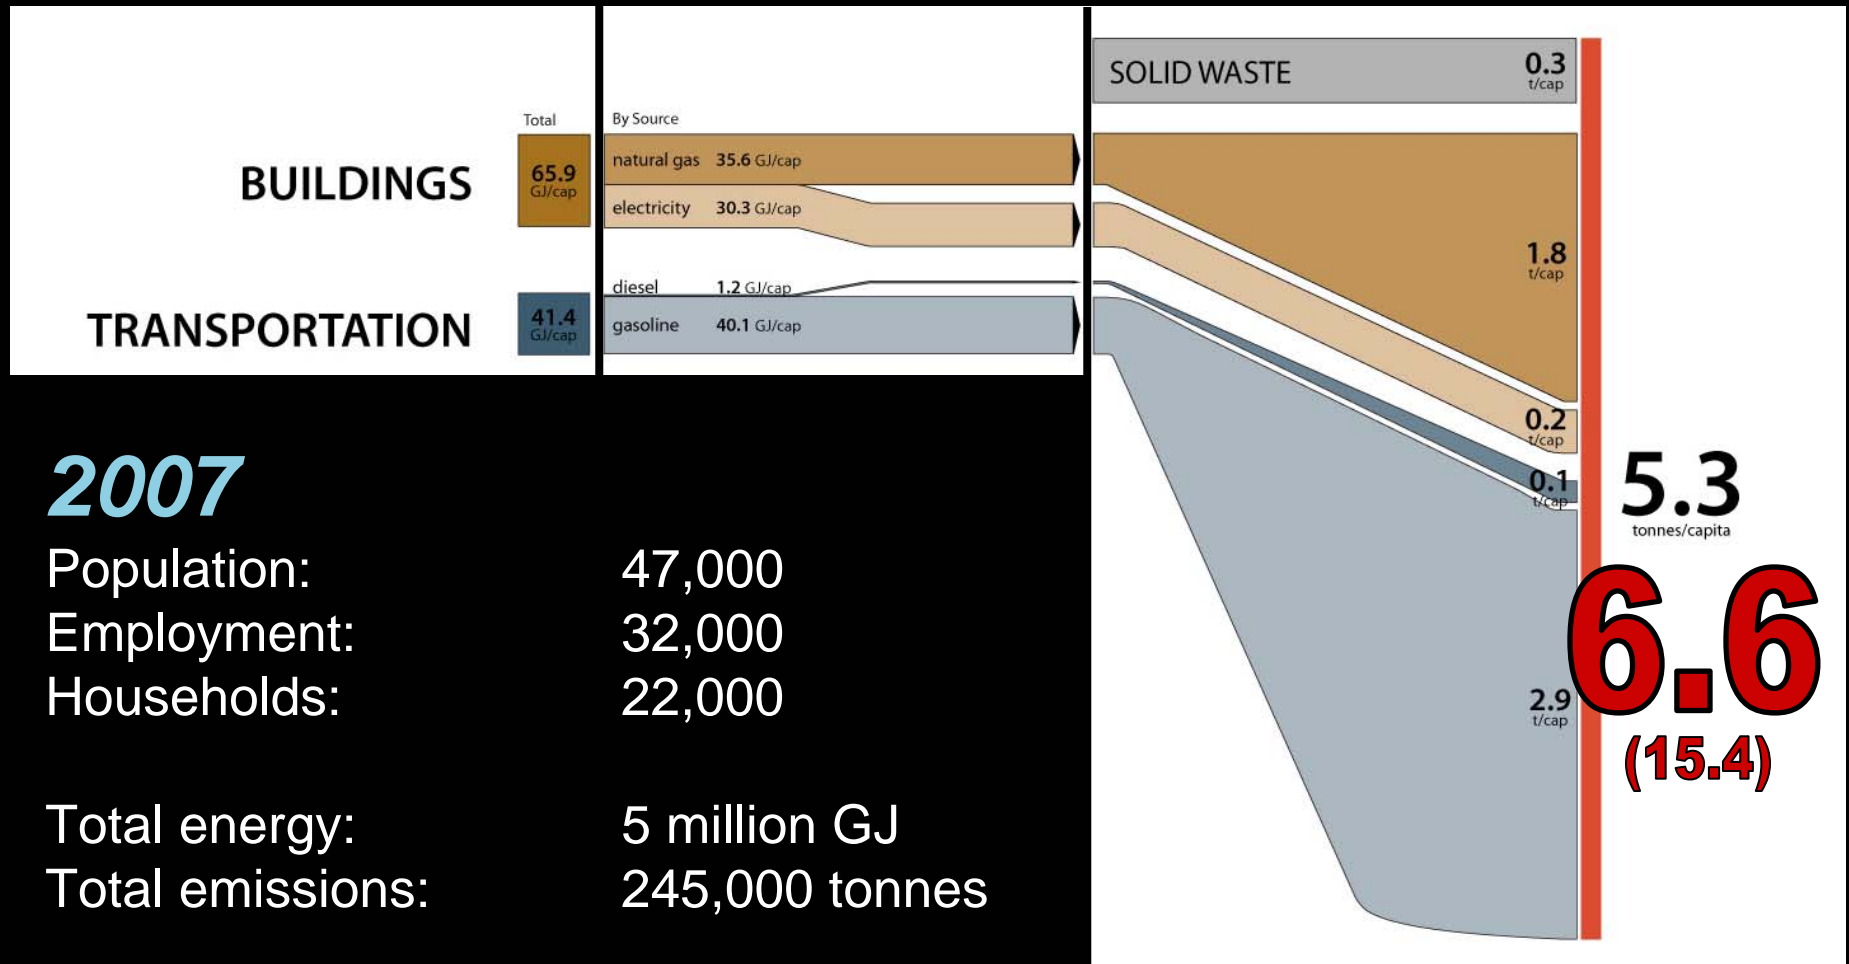 SOLID WASTE 0.3
t/cap
Total By Source
BUILDINGS 65.9
GJ/cap
natural gas 35.6 GJ/cap
electricity 30.3 GJ/cap
1.8
t/cap
diesel 1.2 GJ/cap
TRANSPORTATION 41.4
GJ/cap
gasoline 40.1 GJ/cap
0.2
t/cap
0.1
t/cap
5.3
tonnes/capita
2.9
t/cap
6.6
(15.4)
2007
Population: 47,000
Employment: 32,000
Households: 22,000
Total energy: 5 million GJ
Total emissions: 245,000 tonnes